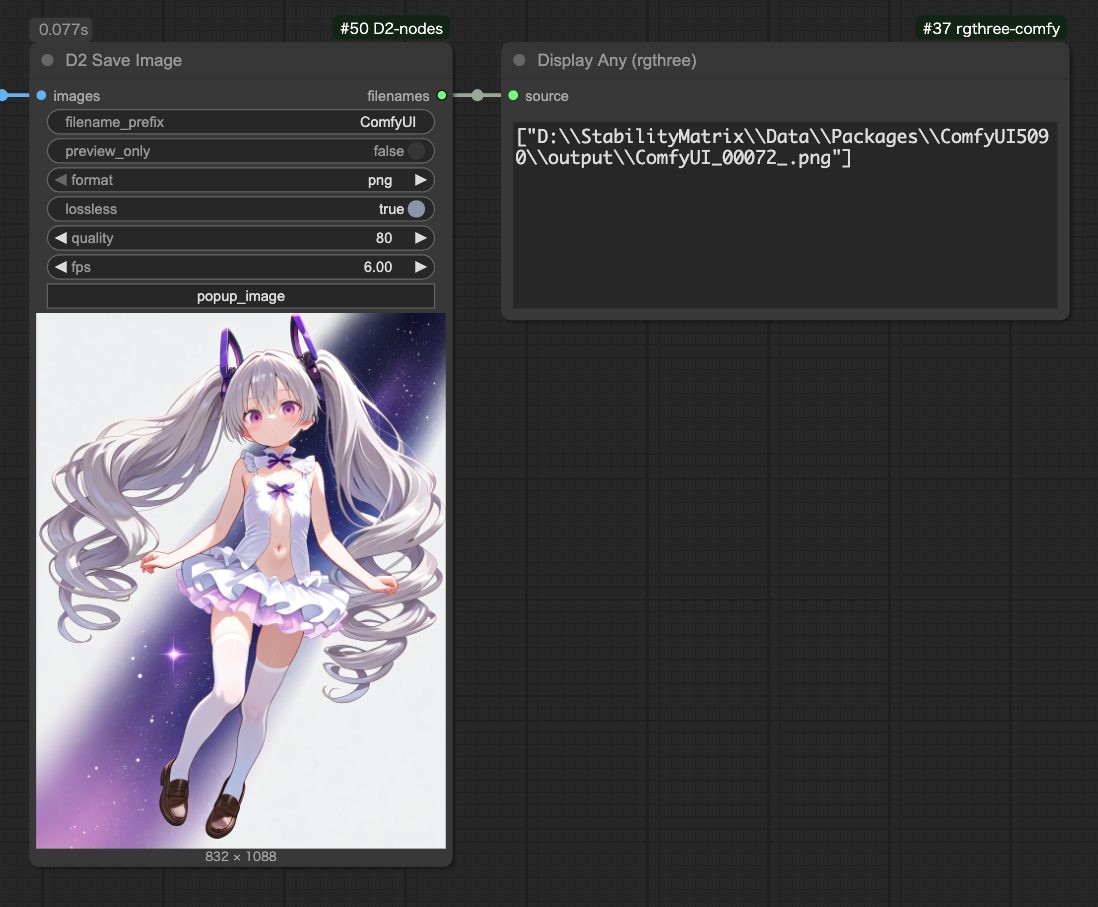 0.077s
#50 D2-nodes
D2 Save Image
images
filenames
filename_prefix
ComfyUI
preview_only
false
format
png
lossless
true
quality
80
fps
6.00
popup_image
832 × 1088
#37 rgthree-comfy
Display Any (rgthree)
source
["D:\\StabilityMatrix\\Data\\Packages\\ComfyUI509
0\\output\\ComfyUI_00072_.png"]